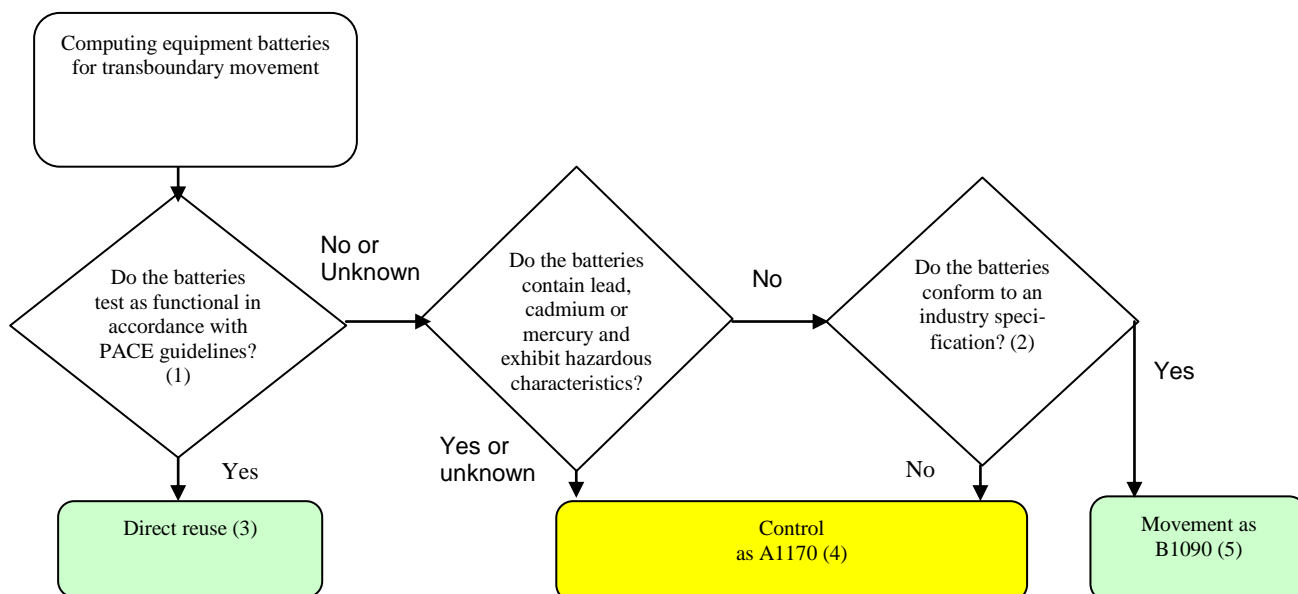 Computing equipment batteries
for transboundary movement
Do the batteries
test as functional in
accordance with
PACE guidelines?
(1)
No or
Unknown
Do the batteries
contain lead,
cadmium or
mercury and
exhibit hazardous
characteristics?
No
Do the batteries
conform to an
industry speci-
fication? (2)
Yes
Yes
Yes or
unknown
No
Direct reuse (3)
Control
as A1170 (4)
Movement as
B1090 (5)